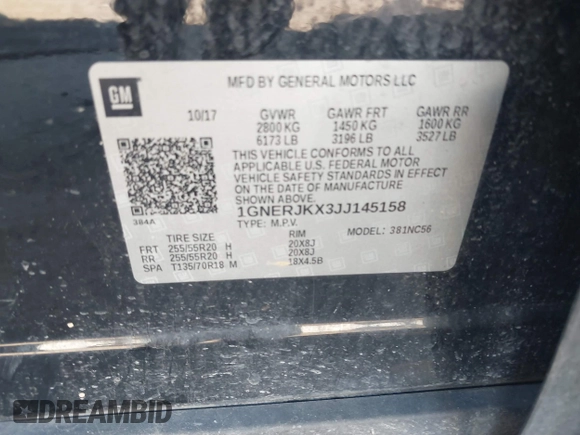 GM
MFD BY GENERAL MOTORS LLC
10/17 GVWR GAWR FRT GAWR RR
2800 KG 1450 KG 1600 KG
6173 LB 3196 LB 3527 LB
THIS VEHICLE CONFORMS TO ALL
APPLICABLE U.S. FEDERAL MOTOR
VEHICLE SAFETY STANDARDS IN EFFECT
ON THE DATE OF MANUFACTURE
SHOWN ABOVE.
1GNERJKX3JJ145158
384A
TYPE: M.P.V. MODEL: 381NC56
TIRE SIZE RIM
FRT 255/55R20 H 20X8J
RR 255/55R20 H 20X8J
SPA T135/70R18 M 18X4.5B
DREAMBID